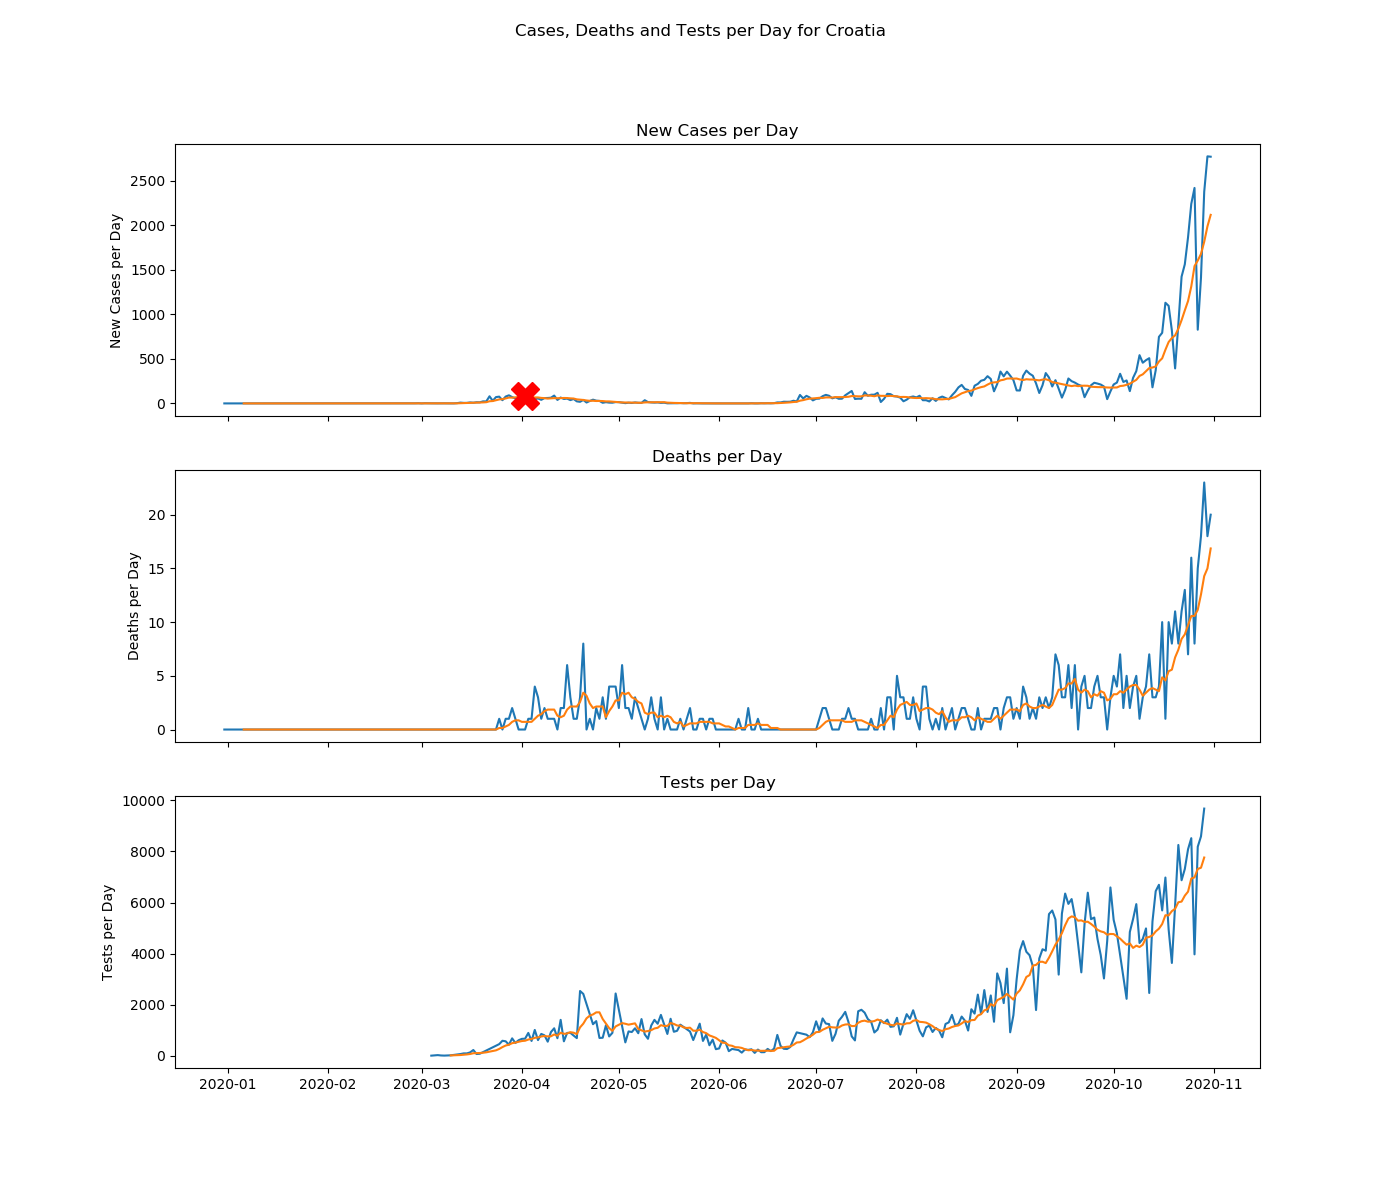 Cases, Deaths and Tests per Day for Croatia
New Cases per Day
New Cases per Day
2500
2000
1500
1000
500
0
Deaths per Day
Deaths per Day
20
15
10
5
0
Tests per Day
Tests per Day
10000
8000
6000
4000
2000
0
2020-01 2020-02 2020-03 2020-04 2020-05 2020-06 2020-07 2020-08 2020-09 2020-10 2020-11